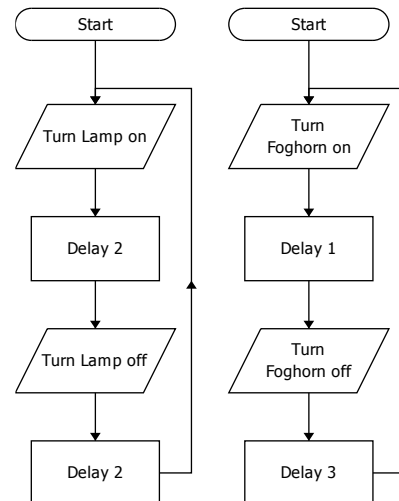 Start
Turn Lamp on
Delay 2
Turn Lamp off
Delay 2
Start
Turn
Foghorn on
Delay 1
Turn
Foghorn off
Delay 3